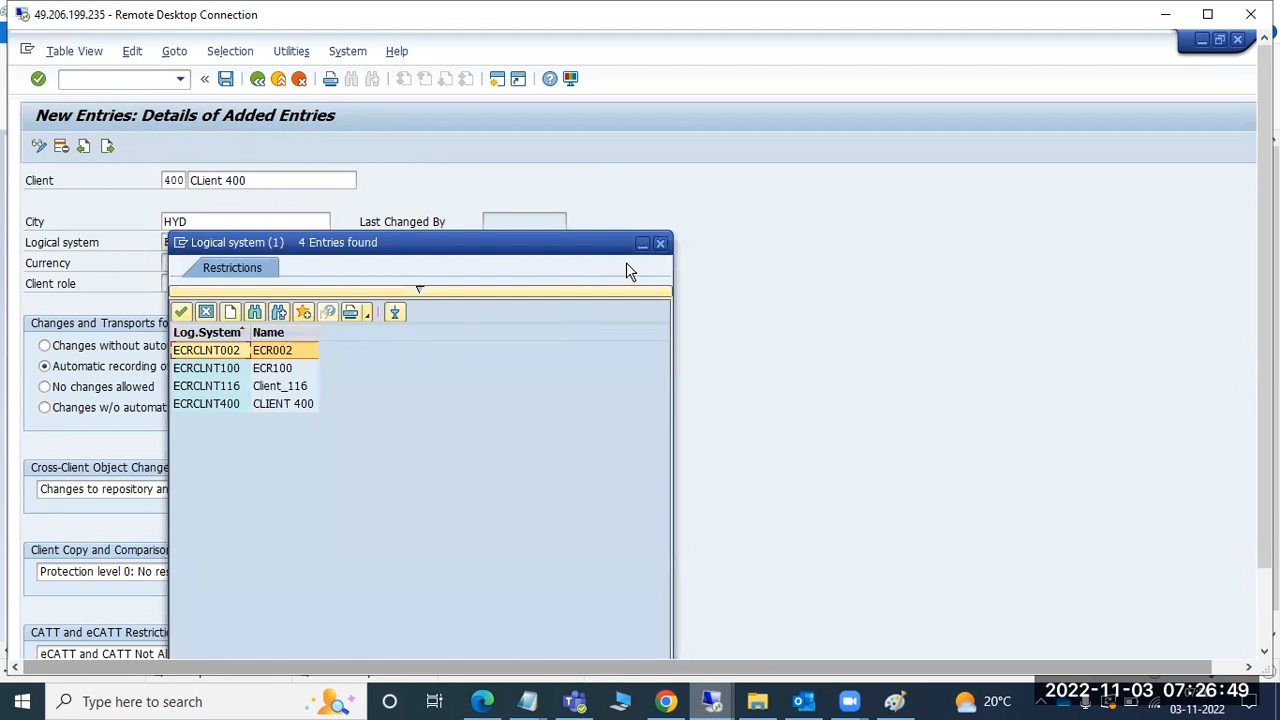 49.206.199.235 - Remote Desktop Connection
Table View Edit Goto Selection Utilities System Help
New Entries: Details of Added Entries
Client 400 CLient 400
City HYD Last Changed By
Logical system
Logical system (1) 4 Entries found
Currency
Restrictions
Client role
Changes and Transports fo
Log.System Name
Changes without auto
ECRCLNT002 ECR002
Automatic recording o
ECRCLNT100 ECR100
No changes allowed
ECRCLNT116 Client_116
Changes w/o automat
ECRCLNT400 CLIENT 400
Cross-Client Object Change
Changes to repository an
Client Copy and Comparison
Protection level 0: No res
CATT and eCATT Restrictio
eCATT and CATT Not Al
Type here to search
20°C
2022-11-03 07:26:49
03-11-2022